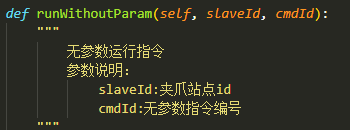 def runWithoutParam(self, slaveId, cmdId):
"""
无参数运行指令
参数说明:
slaveId:夹爪站点id
cmdId:无参数指令编号
"""